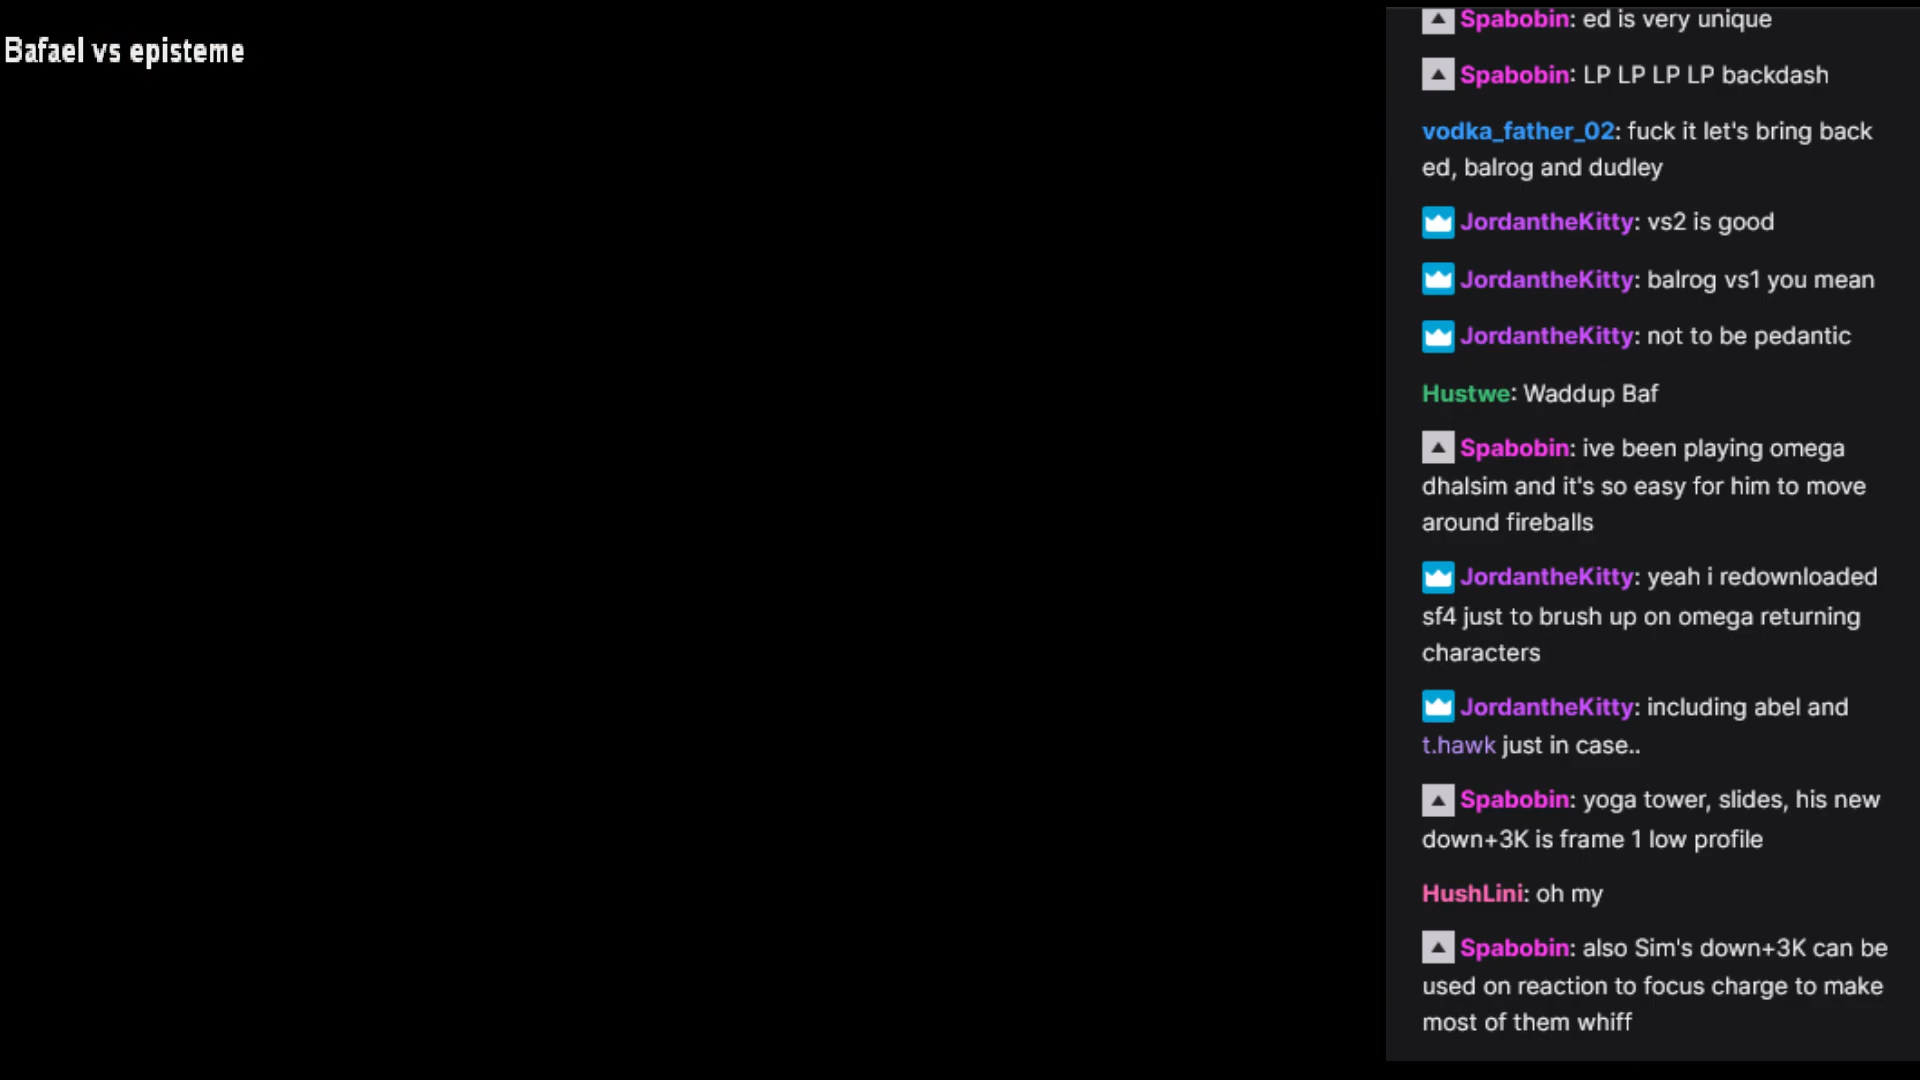 Bafael vs episteme
Spabobin: ed is very unique
Spabobin: LP LP LP LP backdash
vodka_father_02: fuck it let's bring back
ed, balrog and dudley
JordantheKitty: vs2 is good
JordantheKitty: balrog vs1 you mean
JordantheKitty: not to be pedantic
Hustwe: Waddup Baf
Spabobin: ive been playing omega
dhalsim and it's so easy for him to move
around fireballs
JordantheKitty: yeah i redownloaded
sf4 just to brush up on omega returning
characters
JordantheKitty: including abel and
t.hawk just in case..
Spabobin: yoga tower, slides, his new
down+3K is frame 1 low profile
HushLini: oh my
Spabobin: also Sim's down+3K can be
used on reaction to focus charge to make
most of them whiff